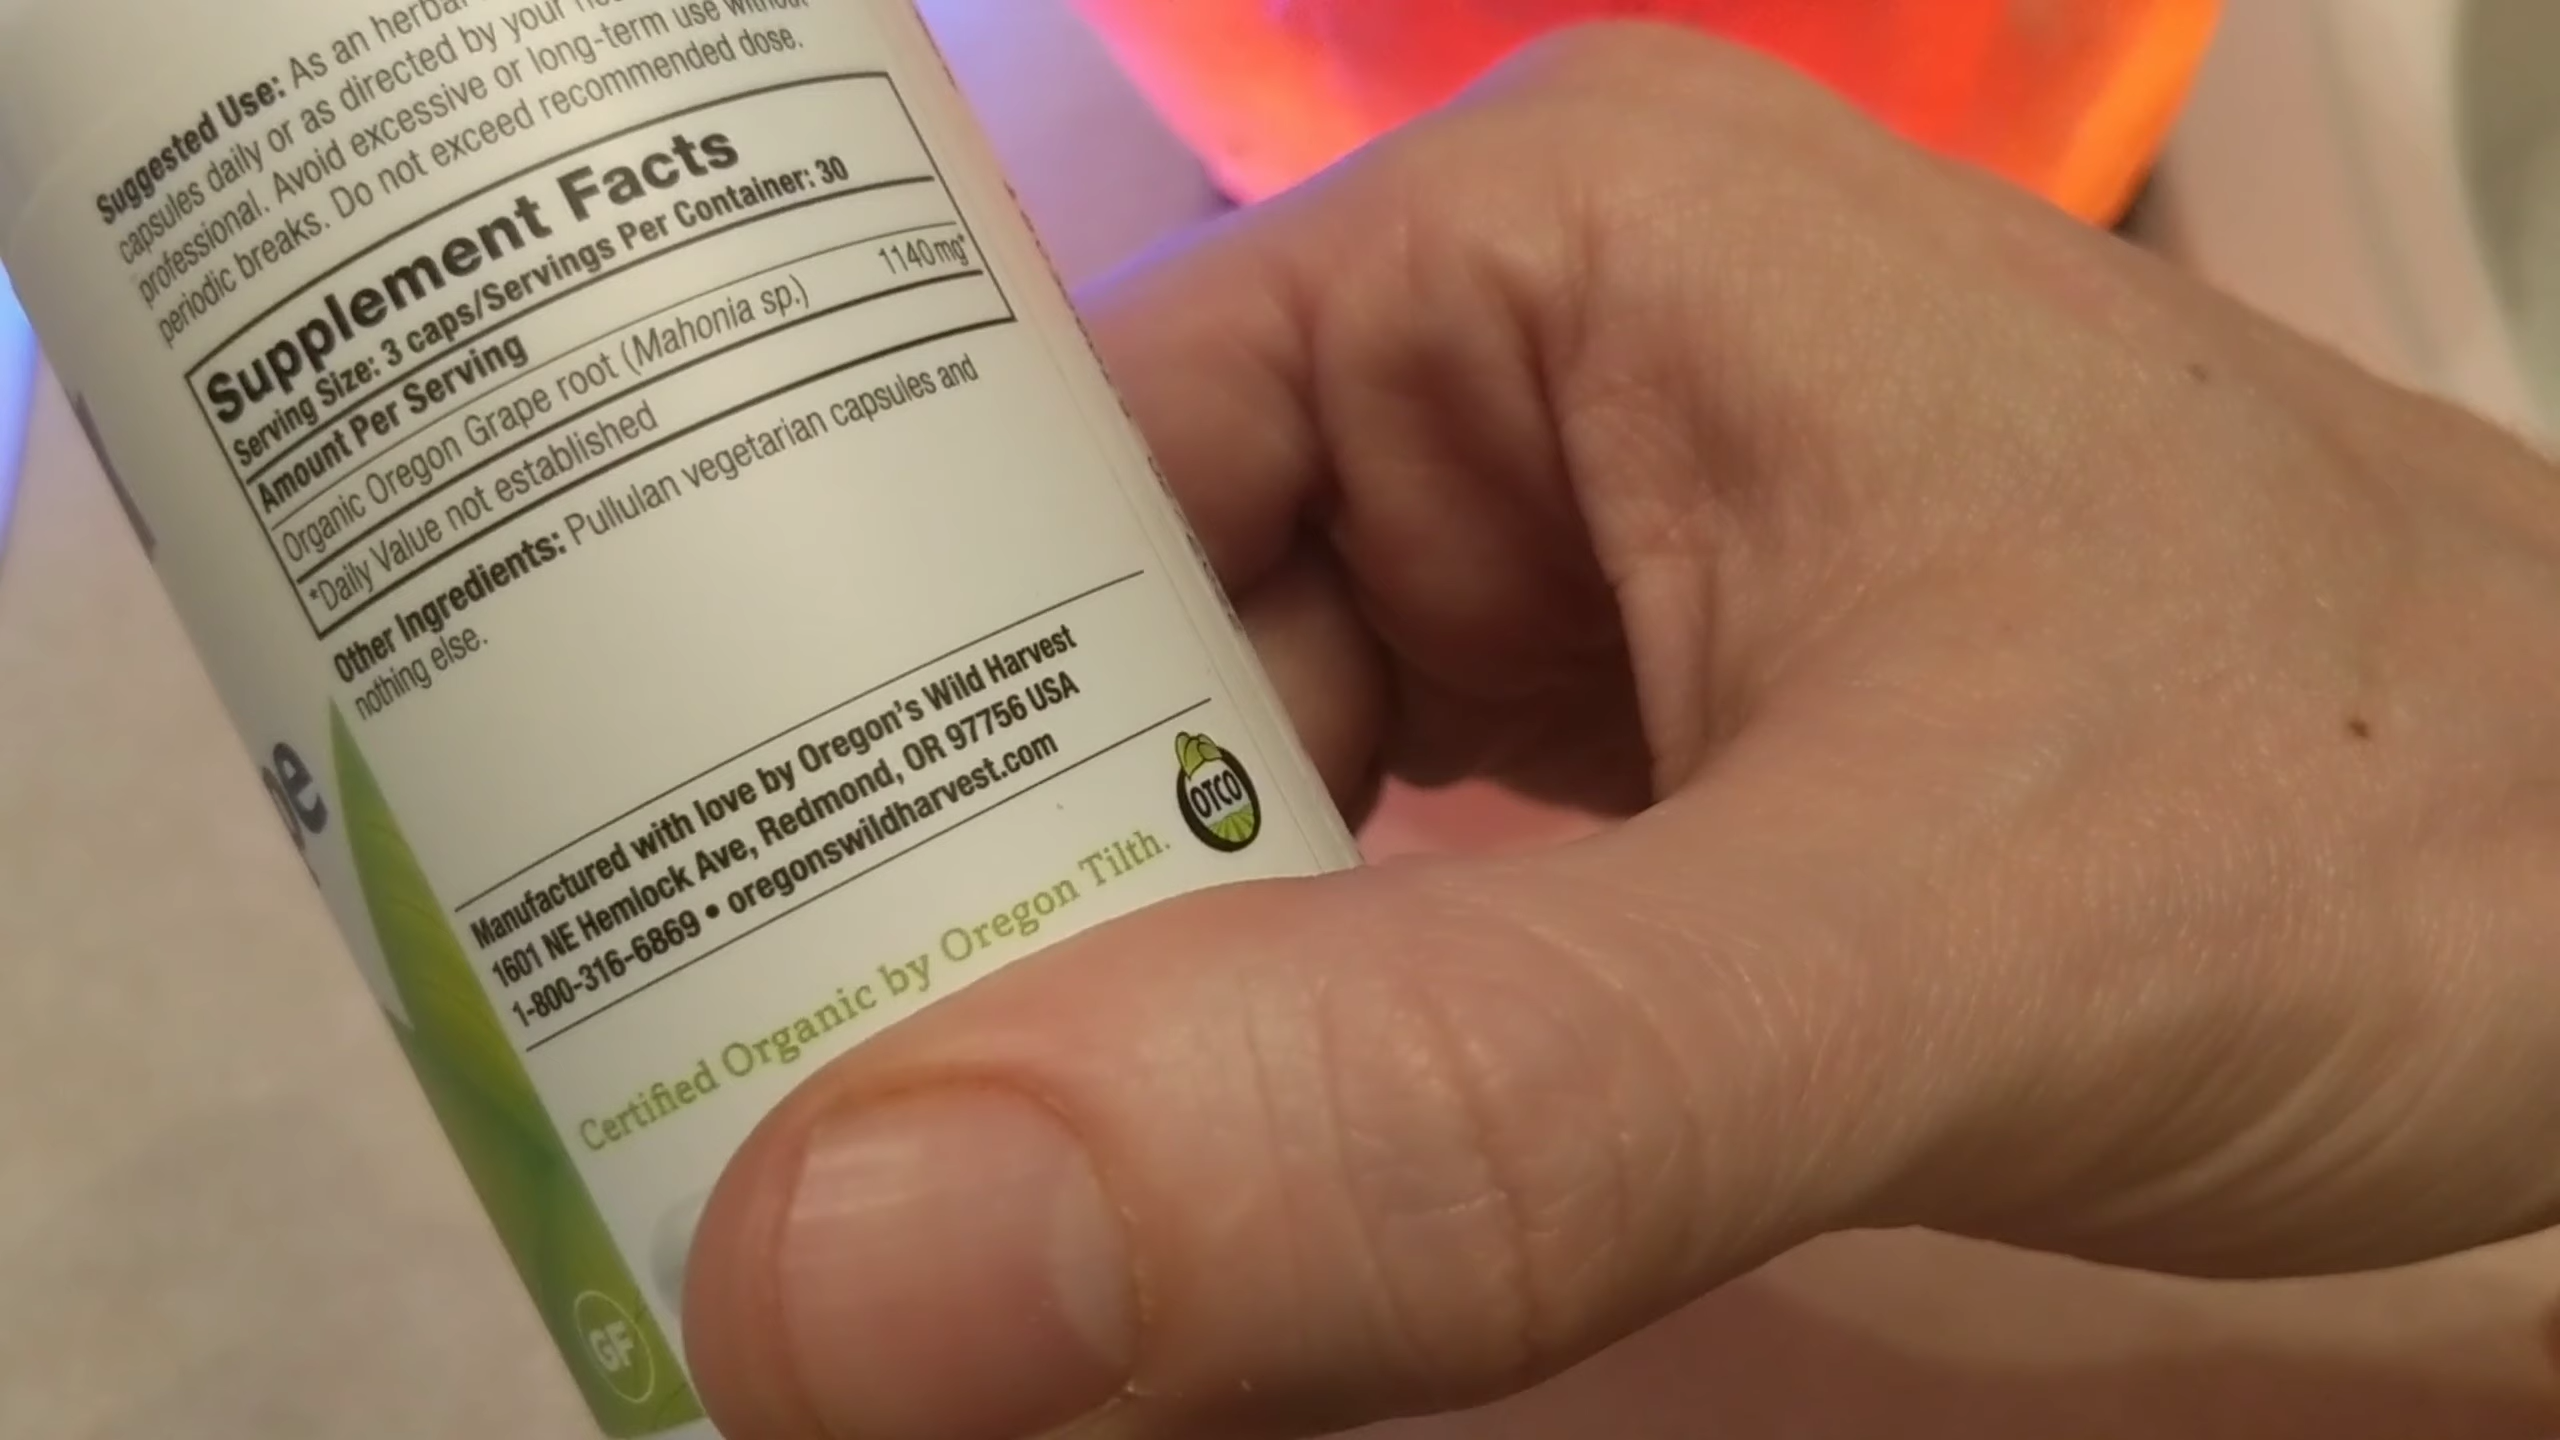 Suggested Use: As an herbal
capsules daily or as directed by your
professional. Avoid excessive or long-term use without
periodic breaks. Do not exceed recommended dose.
Supplement Facts
Serving Size: 3 caps/Servings Per Container: 30
Amount Per Serving
Organic Oregon Grape root (Mahonia sp.) 1140mg*
*Daily Value not established
Other Ingredients: Pullulan vegetarian capsules and
nothing else.
Manufactured with love by Oregon's Wild Harvest
1601 NE Hemlock Ave, Redmond, OR 97756 USA
1-800-316-6869 • oregonswildharvest.com
Certified Organic by Oregon Tilth.
OTCO
GF